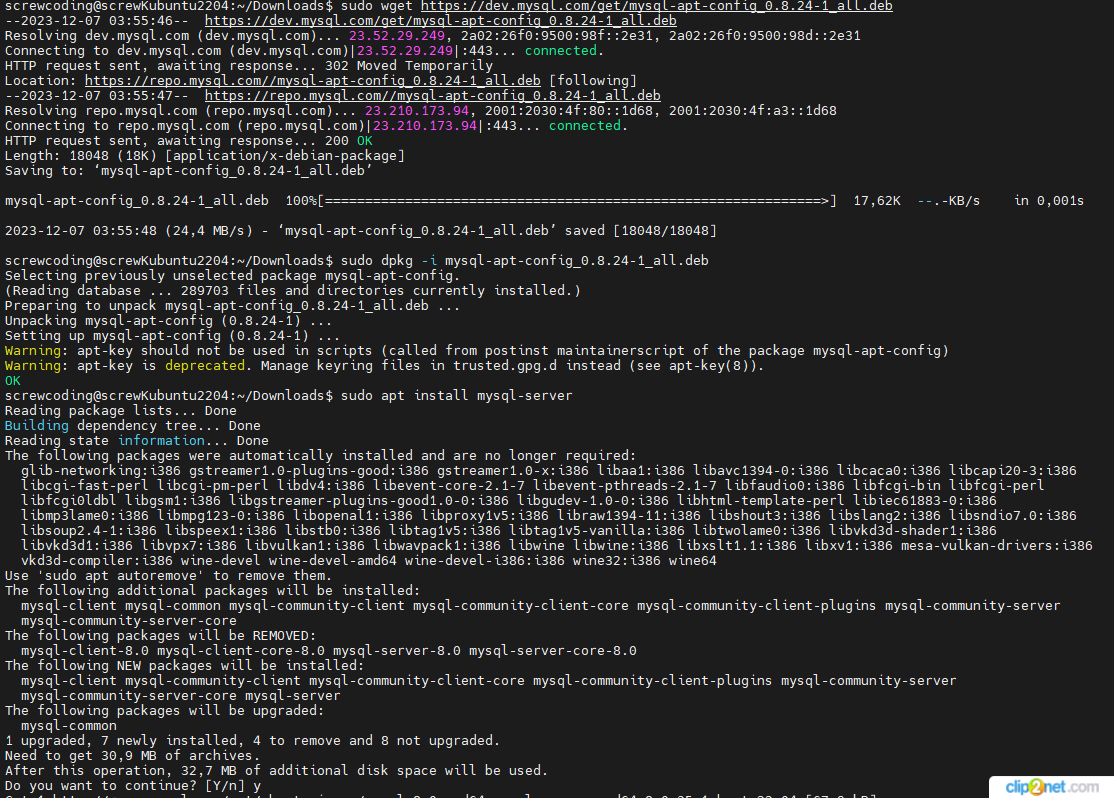 screwcoding@screwKubuntu2204:~/Downloads$ sudo wget https://dev.mysql.com/get/mysql-apt-config_0.8.24-1_all.deb
--2023-12-07 03:55:46--  https://dev.mysql.com/get/mysql-apt-config_0.8.24-1_all.deb
Resolving dev.mysql.com (dev.mysql.com)... 23.52.29.249, 2a02:26f0:9500:98f::2e31, 2a02:26f0:9500:98d::2e31
Connecting to dev.mysql.com (dev.mysql.com)|23.52.29.249|:443... connected.
HTTP request sent, awaiting response... 302 Moved Temporarily
Location: https://repo.mysql.com//mysql-apt-config_0.8.24-1_all.deb [following]
--2023-12-07 03:55:47--  https://repo.mysql.com//mysql-apt-config_0.8.24-1_all.deb
Resolving repo.mysql.com (repo.mysql.com)... 23.210.173.94, 2001:2030:4f:80::1d68, 2001:2030:4f:a3::1d68
Connecting to repo.mysql.com (repo.mysql.com)|23.210.173.94|:443... connected.
HTTP request sent, awaiting response... 200 OK
Length: 18048 (18K) [application/x-debian-package]
Saving to: ‘mysql-apt-config_0.8.24-1_all.deb’
mysql-apt-config_0.8.24-1_all.deb  100%[==============================================================>]  17,62K  --.-KB/s    in 0,001s
2023-12-07 03:55:48 (24,4 MB/s) - ‘mysql-apt-config_0.8.24-1_all.deb’ saved [18048/18048]
screwcoding@screwKubuntu2204:~/Downloads$ sudo dpkg -i mysql-apt-config_0.8.24-1_all.deb
Selecting previously unselected package mysql-apt-config.
(Reading database ... 289703 files and directories currently installed.)
Preparing to unpack mysql-apt-config_0.8.24-1_all.deb ...
Unpacking mysql-apt-config (0.8.24-1) ...
Setting up mysql-apt-config (0.8.24-1) ...
Warning: apt-key should not be used in scripts (called from postinst maintainerscript of the package mysql-apt-config)
Warning: apt-key is deprecated. Manage keyring files in trusted.gpg.d instead (see apt-key(8)).
OK
screwcoding@screwKubuntu2204:~/Downloads$ sudo apt install mysql-server
Reading package lists... Done
Building dependency tree... Done
Reading state information... Done
The following packages were automatically installed and are no longer required:
  glib-networking:i386 gstreamer1.0-plugins-good:i386 gstreamer1.0-x:i386 libaa1:i386 libavc1394-0:i386 libcaca0:i386 libcapi20-3:i386
  libcgi-fast-perl libcgi-pm-perl libdv4:i386 libevent-core-2.1-7 libevent-pthreads-2.1-7 libfaudio0:i386 libfcgi-bin libfcgi-perl
  libfcgi0ldbl libgsm1:i386 libgstreamer-plugins-good1.0-0:i386 libgudev-1.0-0:i386 libhtml-template-perl libiec61883-0:i386
  libmp3lame0:i386 libmpg123-0:i386 libopenal1:i386 libproxy1v5:i386 libraw1394-11:i386 libshout3:i386 libslang2:i386 libsndio7.0:i386
  libsoup2.4-1:i386 libspeex1:i386 libstb0:i386 libtag1v5:i386 libtag1v5-vanilla:i386 libtwolame0:i386 libvkd3d-shader1:i386
  libvkd3d1:i386 libvpx7:i386 libvulkan1:i386 libwavpack1:i386 libwine libwine:i386 libxslt1.1:i386 libxv1:i386 mesa-vulkan-drivers:i386
  vkd3d-compiler:i386 wine-devel wine-devel-amd64 wine-devel-i386:i386 wine32:i386 wine64
Use 'sudo apt autoremove' to remove them.
The following additional packages will be installed:
  mysql-client mysql-common mysql-community-client mysql-community-client-core mysql-community-client-plugins mysql-community-server
  mysql-community-server-core
The following packages will be REMOVED:
  mysql-client-8.0 mysql-client-core-8.0 mysql-server-8.0 mysql-server-core-8.0
The following NEW packages will be installed:
  mysql-client mysql-community-client mysql-community-client-core mysql-community-client-plugins mysql-community-server
  mysql-community-server-core mysql-server
The following packages will be upgraded:
  mysql-common
1 upgraded, 7 newly installed, 4 to remove and 8 not upgraded.
Need to get 30,9 MB of archives.
After this operation, 32,7 MB of additional disk space will be used.
Do you want to continue? [Y/n] y
clip2net.com